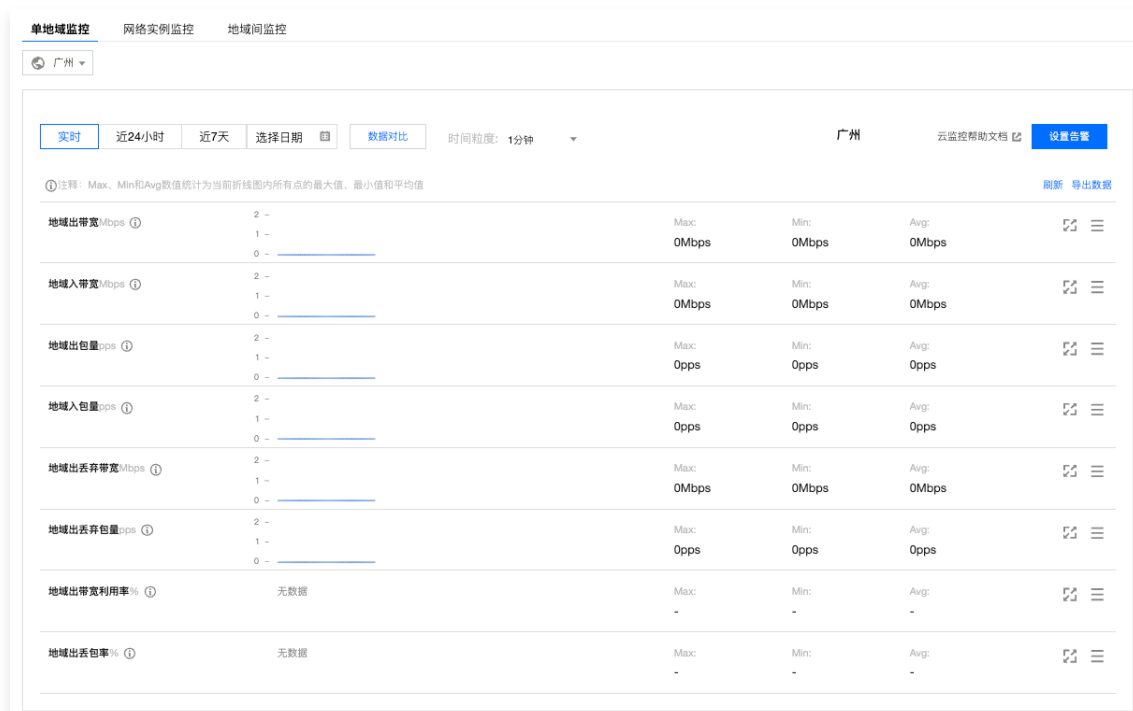 单地域监控 网络实例监控 地域间监控
广州
实时 近24小时 近7天 选择日期 数据对比 时间粒度: 1分钟 广州 云监控帮助文档 设置告警
注释：Max、Min和Avg数值统计为当前折线图内所有点的最大值、最小值和平均值 刷新 导出数据
地域出带宽Mbps 2 1 0 Max: 0Mbps Min: 0Mbps Avg: 0Mbps
地域入带宽Mbps 2 1 0 Max: 0Mbps Min: 0Mbps Avg: 0Mbps
地域出包量pps 2 1 0 Max: 0pps Min: 0pps Avg: 0pps
地域入包量pps 2 1 0 Max: 0pps Min: 0pps Avg: 0pps
地域出丢弃带宽Mbps 2 1 0 Max: 0Mbps Min: 0Mbps Avg: 0Mbps
地域出丢弃包量pps 2 1 0 Max: 0pps Min: 0pps Avg: 0pps
地域出带宽利用率% 无数据 Max: - Min: - Avg: -
地域出丢包率% 无数据 Max: - Min: - Avg: -